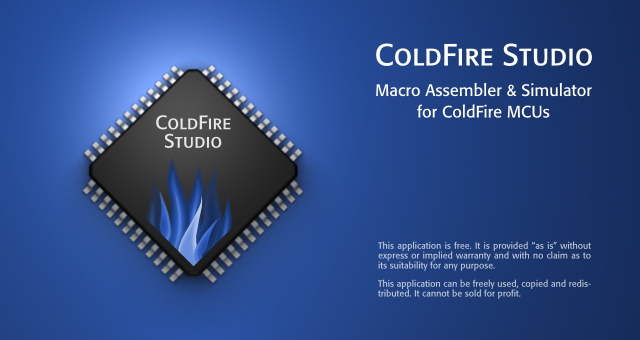 COLDFIRE STUDIO
Macro Assembler & Simulator
for ColdFire MCUs
COLDFIRE
STUDIO
This application is free. It is provided “as is” without
express or implied warranty and with no claim as to
its suitability for any purpose.
This application can be freely used, copied and redis-
tributed. It cannot be sold for profit.